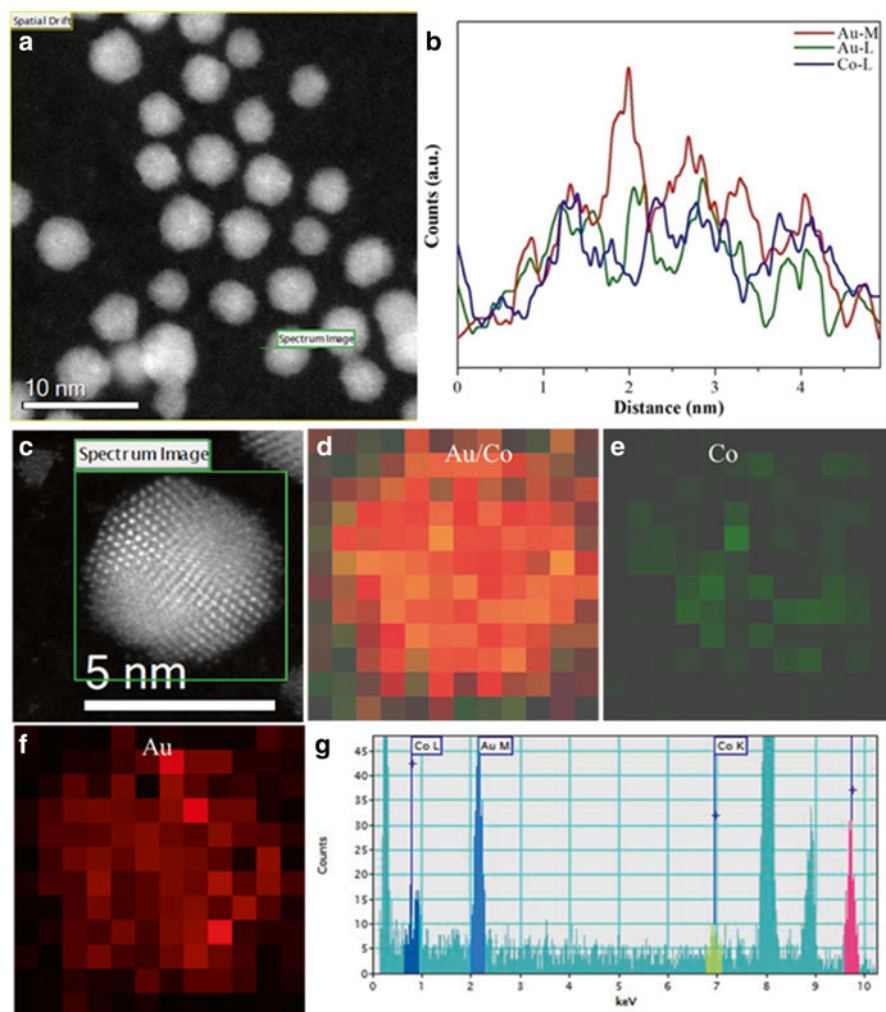 Spatial Drift
a
Spectrum Image
10 nm
b
Au-M
Au-L
Co-L
Counts (a.u.)
0 1 2 3 4
Distance (nm)
c
Spectrum Image
5 nm
d
Au/Co
e
Co
f
Au
g
Co L
Au M
Co K
45
40
35
30
25
20
15
10
5
0
Counts
0 1 2 3 4 5 6 7 8 9 10
keV